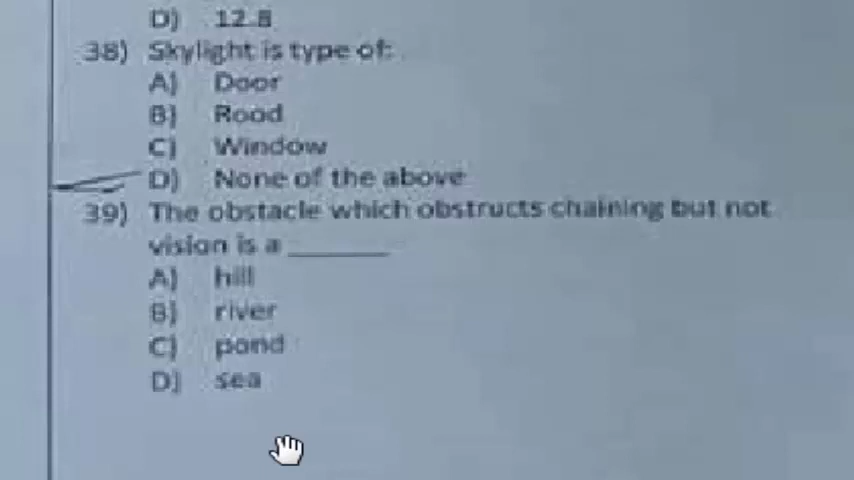 D) 12.8
38) Skylight is type of:
A) Door
B) Road
C) Window
D) None of the above
39) The obstacle which obstructs chaining but not
vision is a ______
A) hill
B) river
C) pond
D) sea